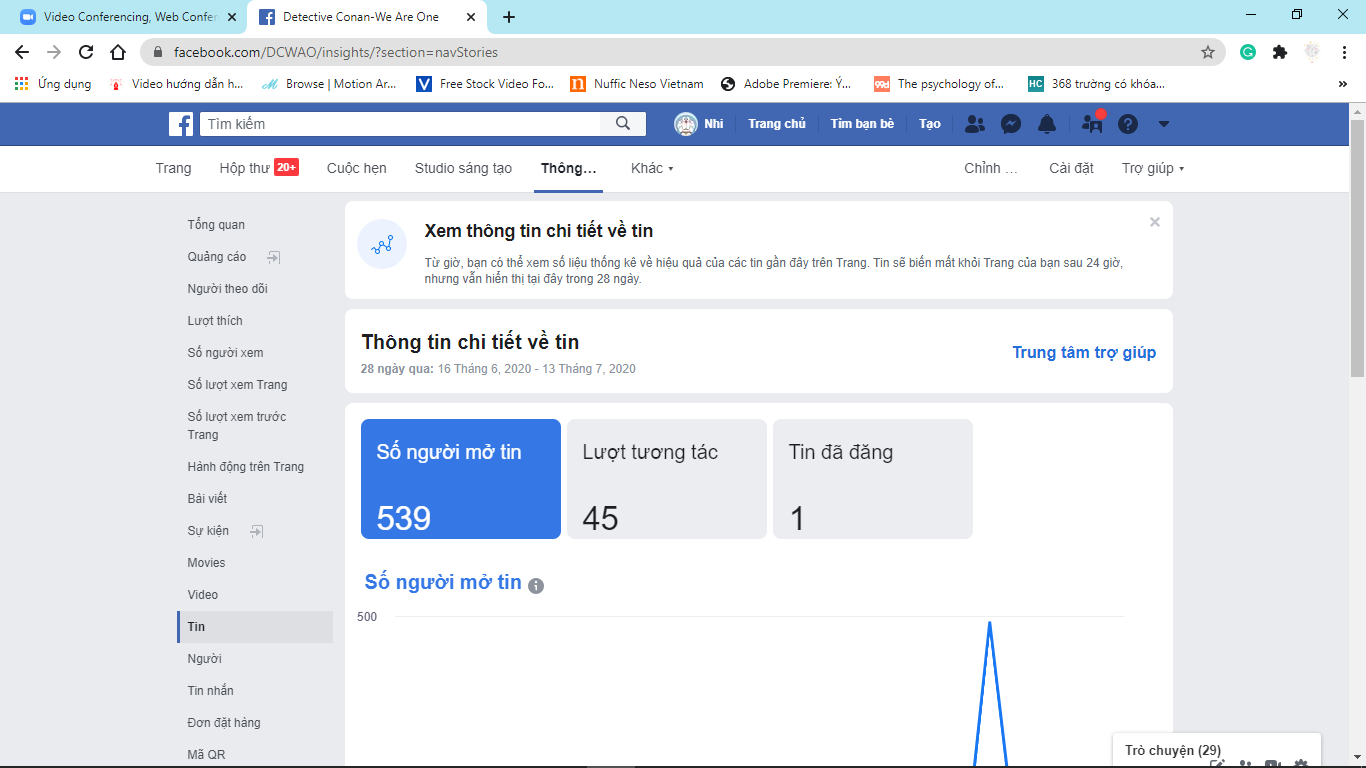 Video Conferencing, Web Confer
Detective Conan-We Are One
facebook.com/DCWAO/insights/?section=navStories
Ứng dụng
Video hướng dẫn h...
Browse | Motion Ar...
Free Stock Video Fo...
Nuffic Neso Vietnam
Adobe Premiere: Ý...
The psychology of...
368 trường có khóa...
Tìm kiếm
Nhi
Trang chủ
Tìm bạn bè
Tạo
Trang
Hộp thư 20+
Cuộc hẹn
Studio sáng tạo
Thông...
Khác
Chỉnh ...
Cài đặt
Trợ giúp
Tổng quan
Quảng cáo
Người theo dõi
Lượt thích
Số người xem
Số lượt xem Trang
Số lượt xem trước
Trang
Hành động trên Trang
Bài viết
Sự kiện
Movies
Video
Tin
Người
Tin nhắn
Đơn đặt hàng
Mã QR
Xem thông tin chi tiết về tin
Từ giờ, bạn có thể xem số liệu thống kê về hiệu quả của các tin gần đây trên Trang. Tin sẽ biến mất khỏi Trang của bạn sau 24 giờ,
nhưng vẫn hiển thị tại đây trong 28 ngày.
Thông tin chi tiết về tin
28 ngày qua: 16 Tháng 6, 2020 - 13 Tháng 7, 2020
Trung tâm trợ giúp
Số người mở tin
539
Lượt tương tác
45
Tin đã đăng
1
Số người mở tin
500
Trò chuyện (29)